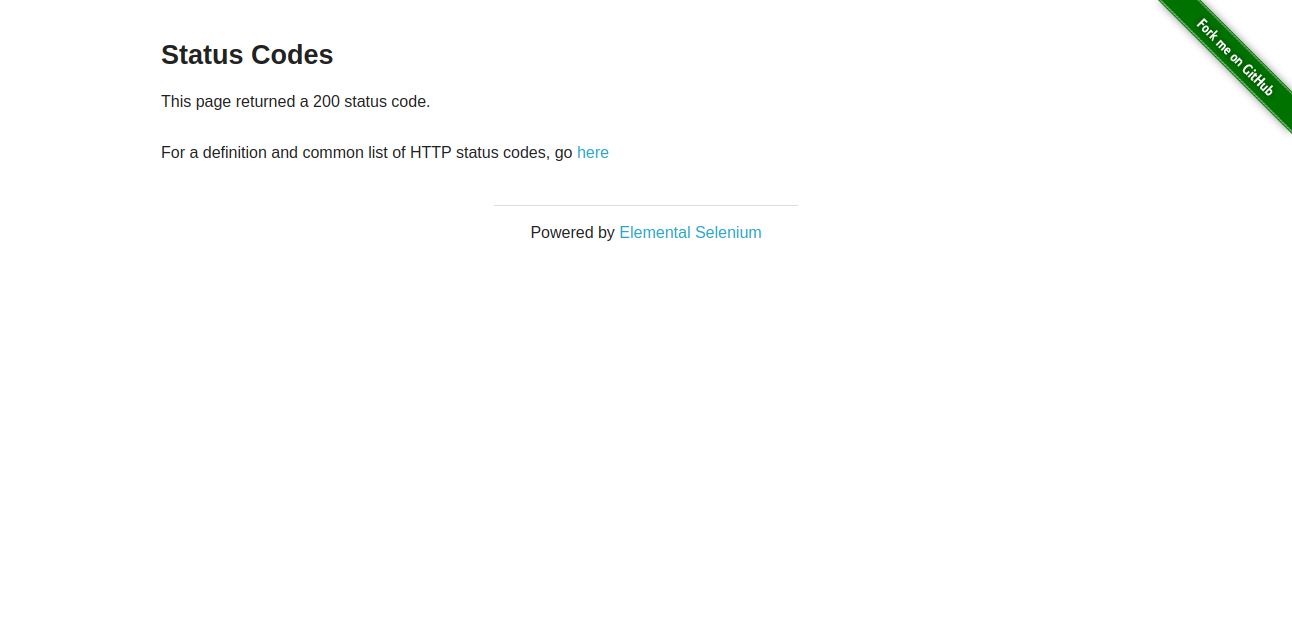 Fork me on GitHub
Status Codes
This page returned a 200 status code.
For a definition and common list of HTTP status codes, go here
Powered by Elemental Selenium